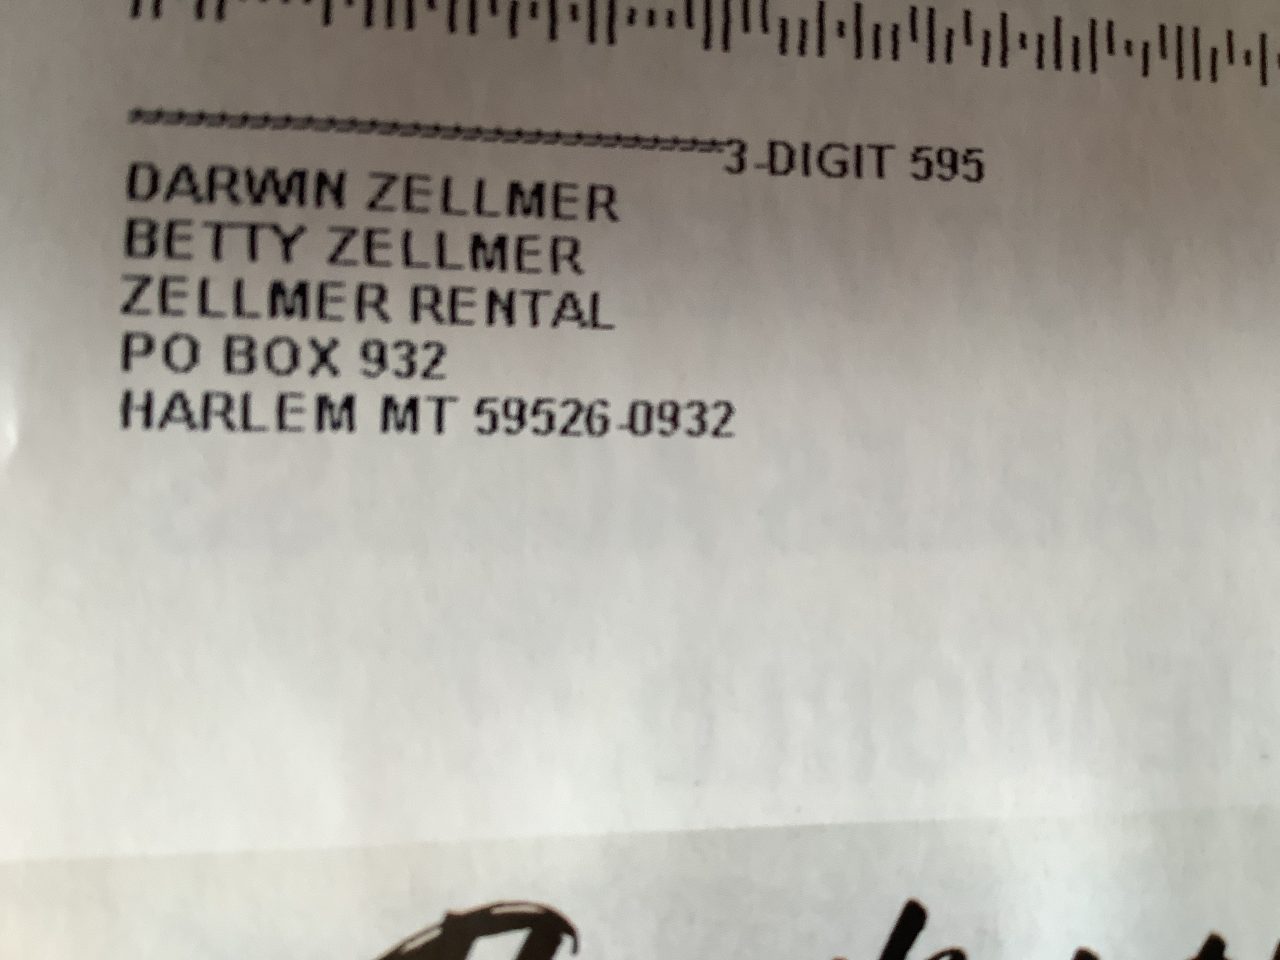 3-DIGIT 595
DARWIN ZELLMER
BETTY ZELLMER
ZELLMER RENTAL
PO BOX 932
HARLEM MT 59526-0932